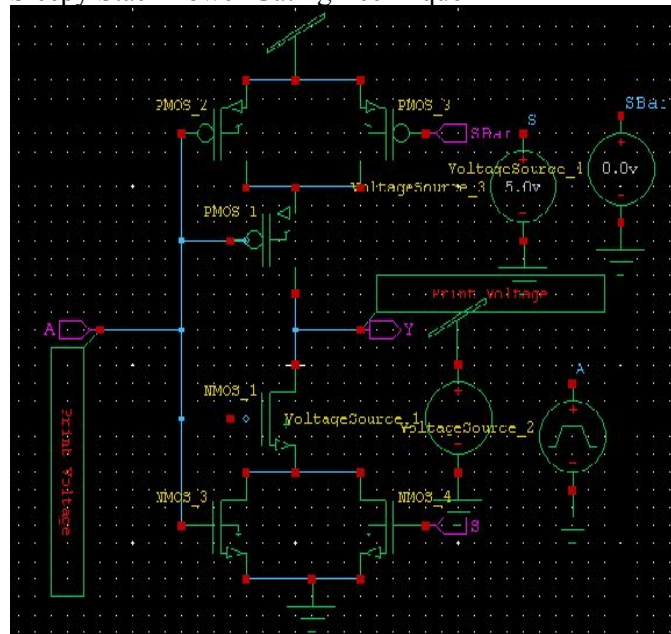 Sleepy Stack Power Gating Technique
PMOS_2
PMOS_3
SBar
S
SBar
VoltageSource_4
0.0v
VoltageSource_3
5.0v
PMOS_1
Print Voltage
A
Y
A
NMOS_1
VoltageSource_1
VoltageSource_2
Print Voltage
NMOS_3
NMOS_4
S